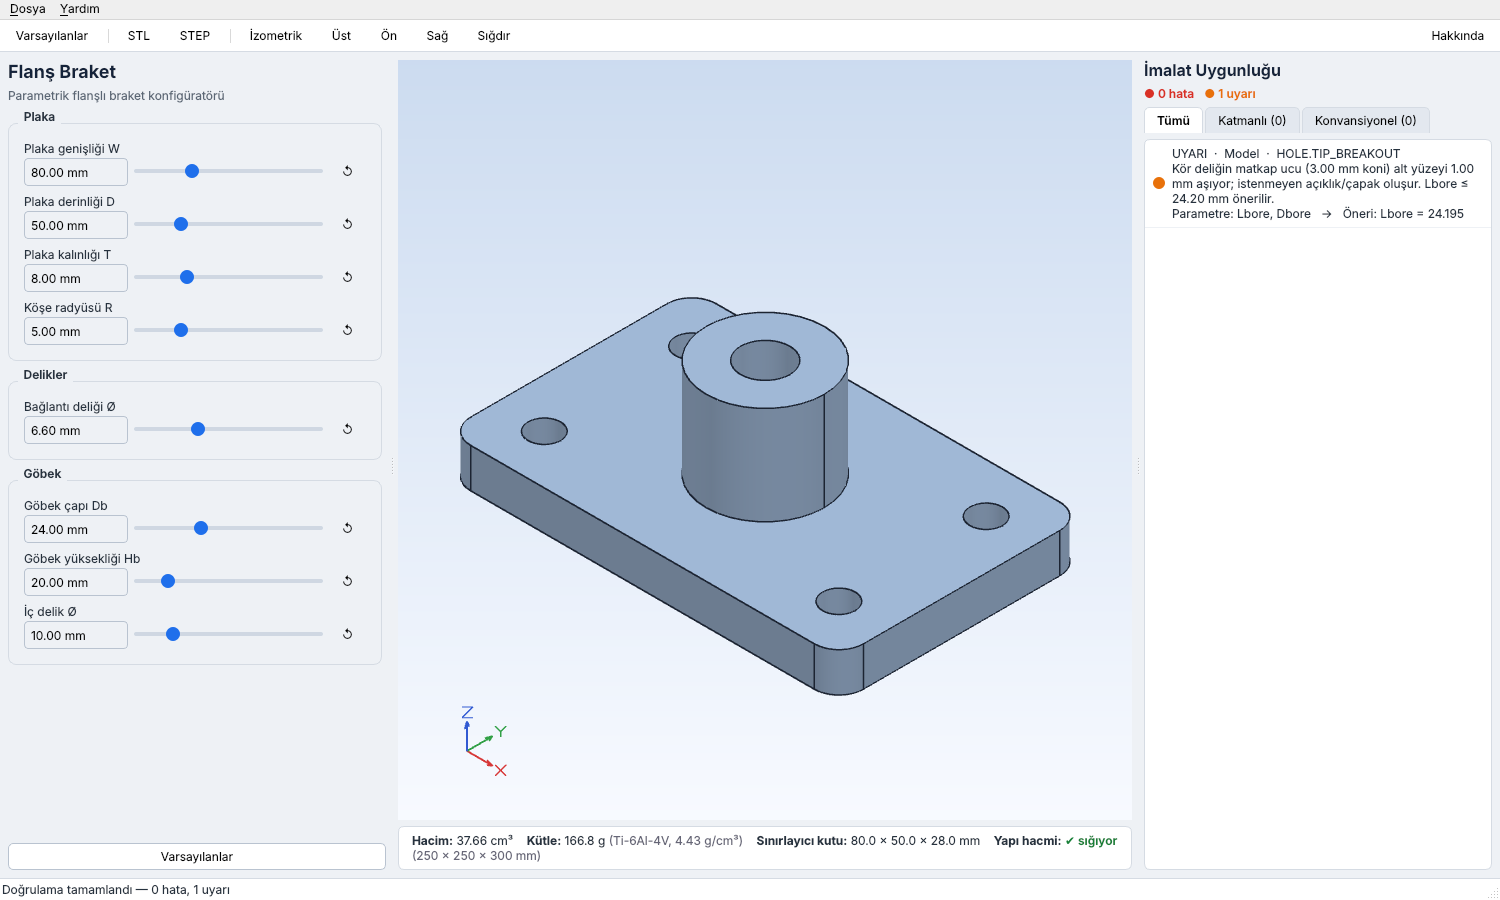 Dosya Yardım
Varsayılanlar STL STEP İzometrik Üst Ön Sağ Sığdır Hakkında
Flanş Braket
Parametrik flanşlı braket konfigüratörü
Plaka
Plaka genişliği W
80.00 mm
Plaka derinliği D
50.00 mm
Plaka kalınlığı T
8.00 mm
Köşe radyüsü R
5.00 mm
Delikler
Bağlantı deliği Ø
6.60 mm
Göbek
Göbek çapı Db
24.00 mm
Göbek yüksekliği Hb
20.00 mm
İç delik Ø
10.00 mm
Varsayılanlar
Z
Y
X
Hacim: 37.66 cm³ Kütle: 166.8 g (Ti-6Al-4V, 4.43 g/cm³) Sınırlayıcı kutu: 80.0 × 50.0 × 28.0 mm Yapı hacmi: ✔ sığıyor
(250 × 250 × 300 mm)
İmalat Uygunluğu
0 hata 1 uyarı
Tümü Katmanlı (0) Konvansiyonel (0)
UYARI · Model · HOLE.TIP_BREAKOUT
Kör deliğin matkap ucu (3.00 mm koni) alt yüzeyi 1.00
mm aşıyor; istenmeyen açıklık/çapak oluşur. Lbore ≤
24.20 mm önerilir.
Parametre: Lbore, Dbore → Öneri: Lbore = 24.195
Doğrulama tamamlandı — 0 hata, 1 uyarı